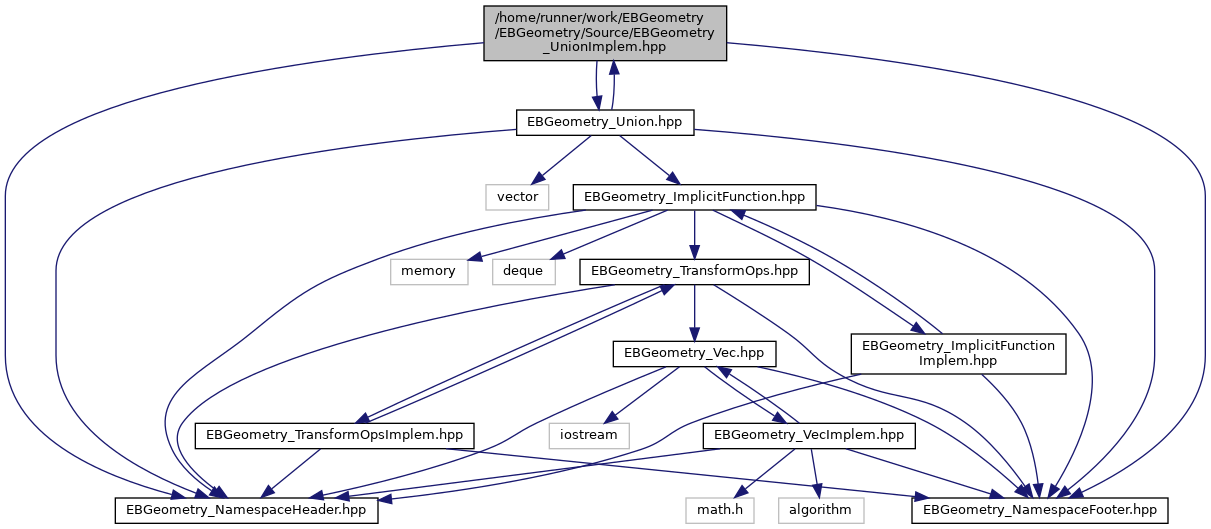 /home/runner/work/EBGeometry
/EBGeometry/Source/EBGeometry
_UnionImplem.hpp
EBGeometry_Union.hpp
vector
EBGeometry_ImplicitFunction.hpp
memory
deque
EBGeometry_TransformOps.hpp
EBGeometry_Vec.hpp
EBGeometry_ImplicitFunction
Implem.hpp
EBGeometry_TransformOpsImplem.hpp
iostream
EBGeometry_VecImplem.hpp
EBGeometry_NamespaceHeader.hpp
math.h
algorithm
EBGeometry_NamespaceFooter.hpp